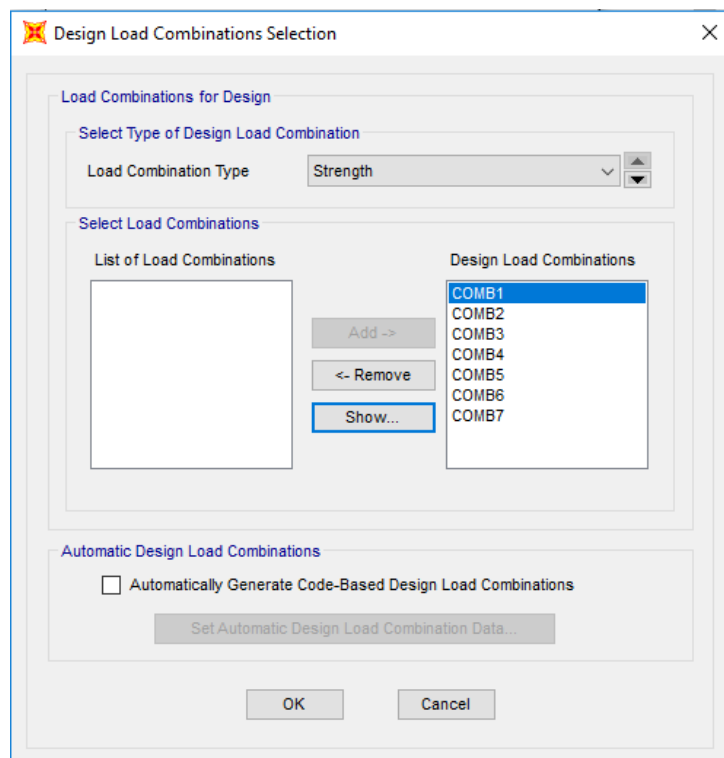 Design Load Combinations Selection
Load Combinations for Design
Select Type of Design Load Combination
Load Combination Type
Strength
Select Load Combinations
List of Load Combinations
Design Load Combinations
COMB1
COMB2
COMB3
COMB4
COMB5
COMB6
COMB7
Add ->
<- Remove
Show...
Automatic Design Load Combinations
Automatically Generate Code-Based Design Load Combinations
Set Automatic Design Load Combination Data...
OK
Cancel